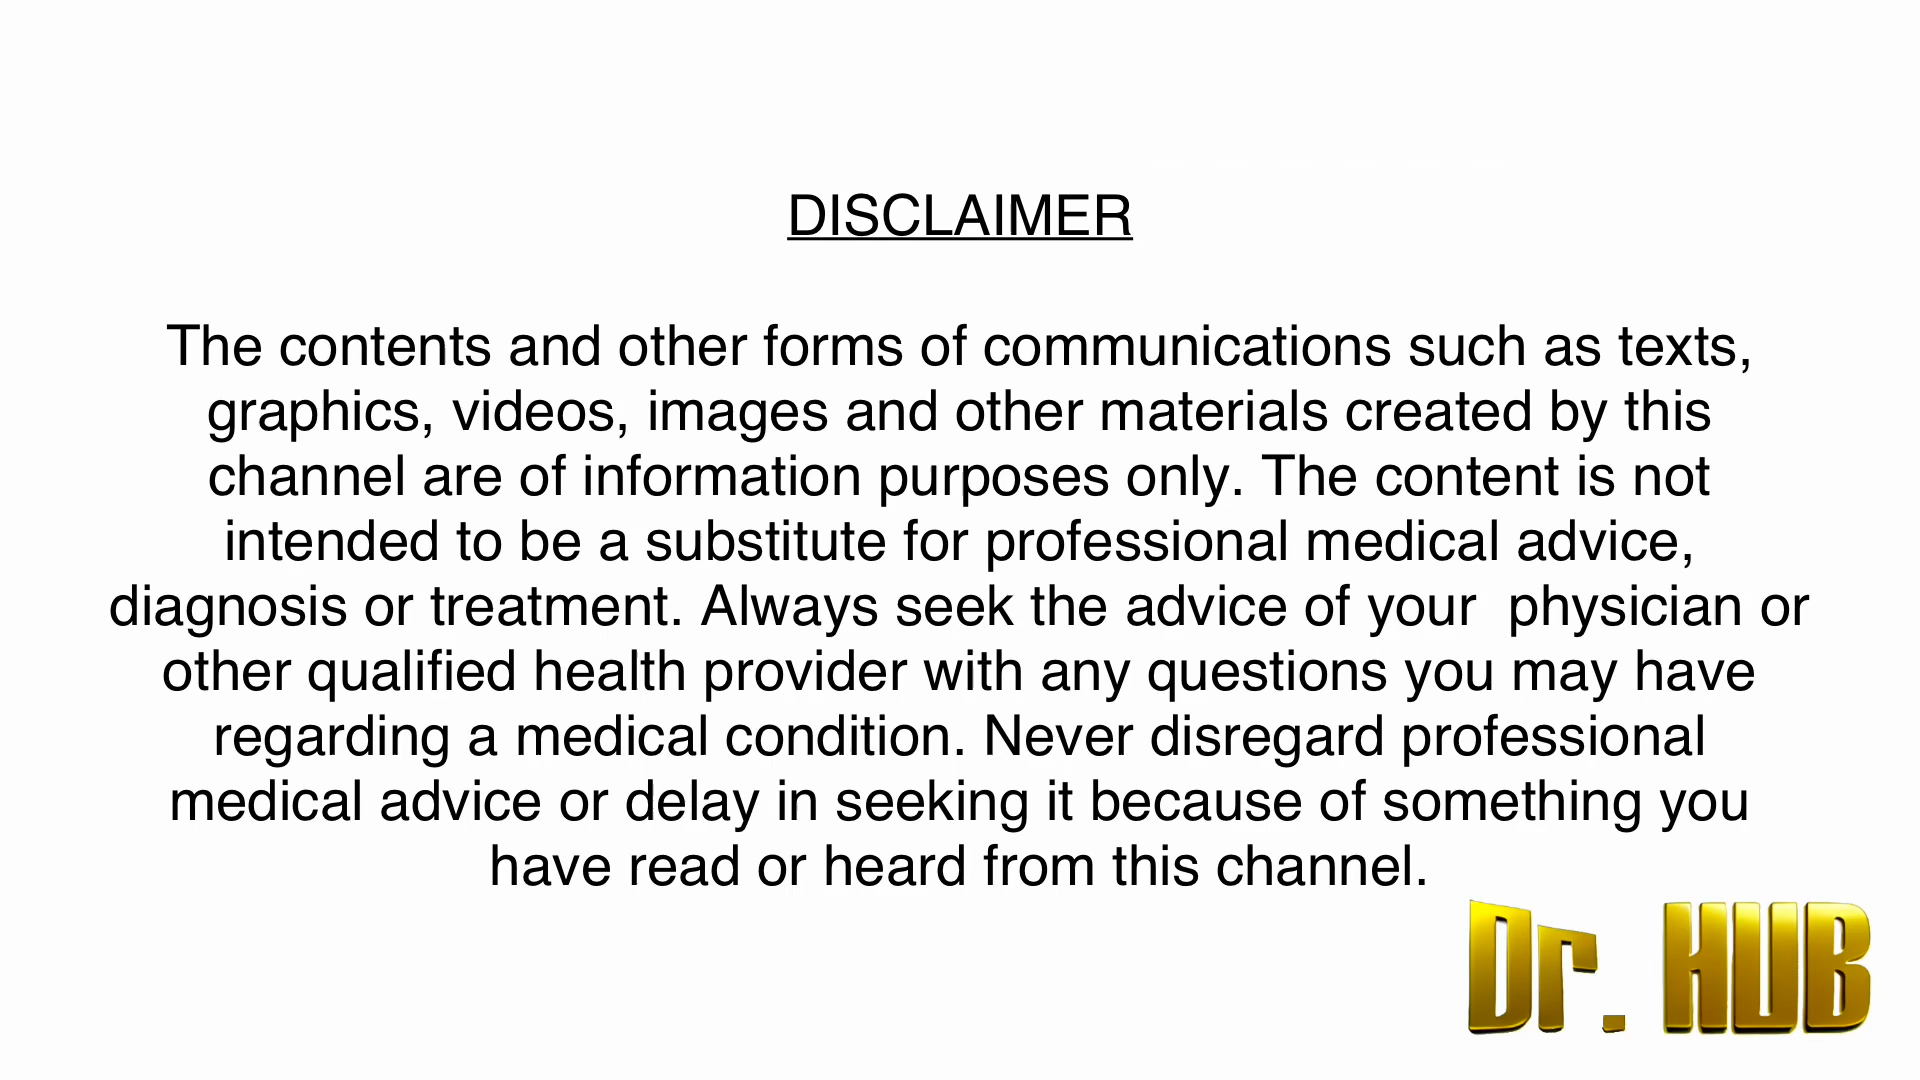 DISCLAIMER
The contents and other forms of communications such as texts,
graphics, videos, images and other materials created by this
channel are of information purposes only. The content is not
intended to be a substitute for professional medical advice,
diagnosis or treatment. Always seek the advice of your  physician or
other qualified health provider with any questions you may have
regarding a medical condition. Never disregard professional
medical advice or delay in seeking it because of something you
have read or heard from this channel.
Dr. HUB